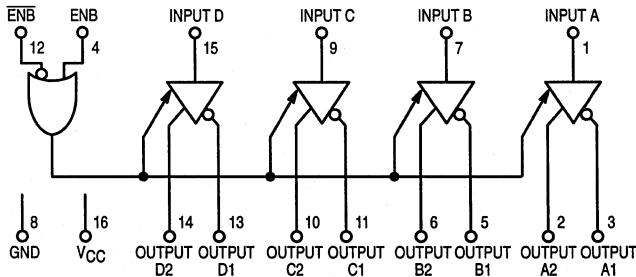 ENB ENB INPUT D INPUT C INPUT B INPUT A
12 4 15 9 7 1
8 16 14 13 10 11 6 5 2 3
GND VCC OUTPUT OUTPUT OUTPUT OUTPUT OUTPUT OUTPUT OUTPUT OUTPUT
D2 D1 C2 C1 B2 B1 A2 A1